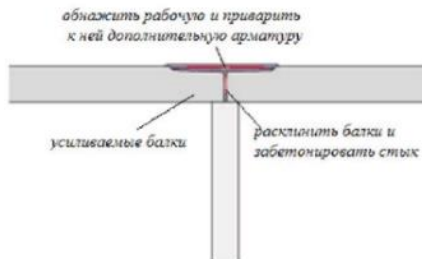 обнажить рабочую и приварить
к ней дополнительную арматуру
усиливаемые балки
расклинить балки и
забетонировать стык